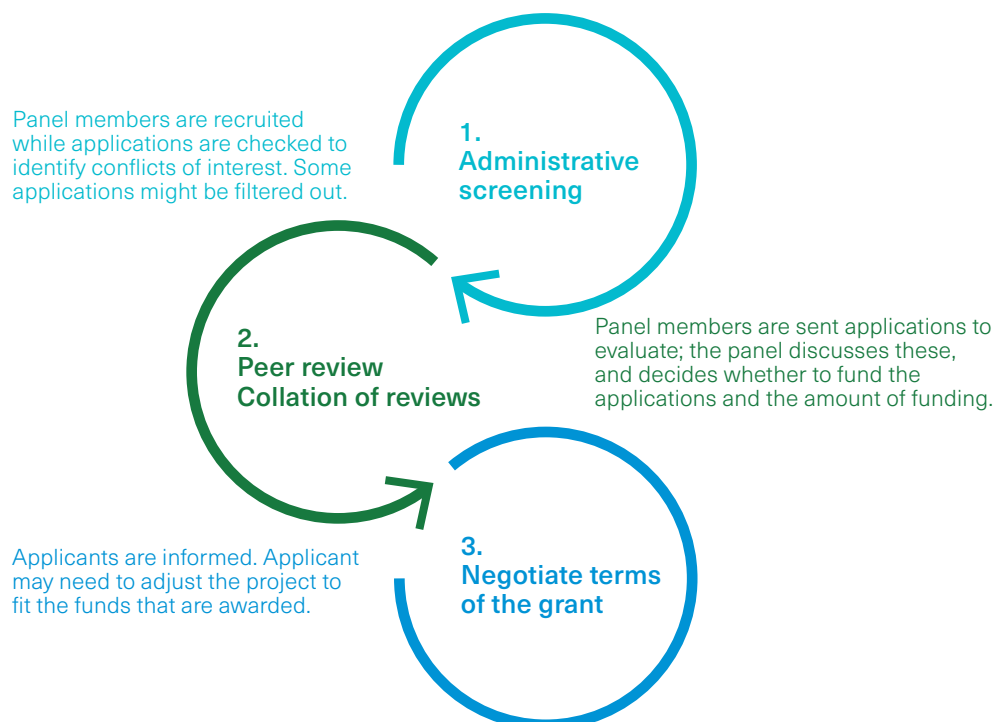 Panel members are recruited
while applications are checked to
identify conflicts of interest. Some
applications might be filtered out.
1.
Administrative
screening
2.
Peer review
Collation of reviews
Panel members are sent applications to
evaluate; the panel discusses these,
and decides whether to fund the
applications and the amount of funding.
Applicants are informed. Applicant
may need to adjust the project to
fit the funds that are awarded.
3.
Negotiate terms
of the grant